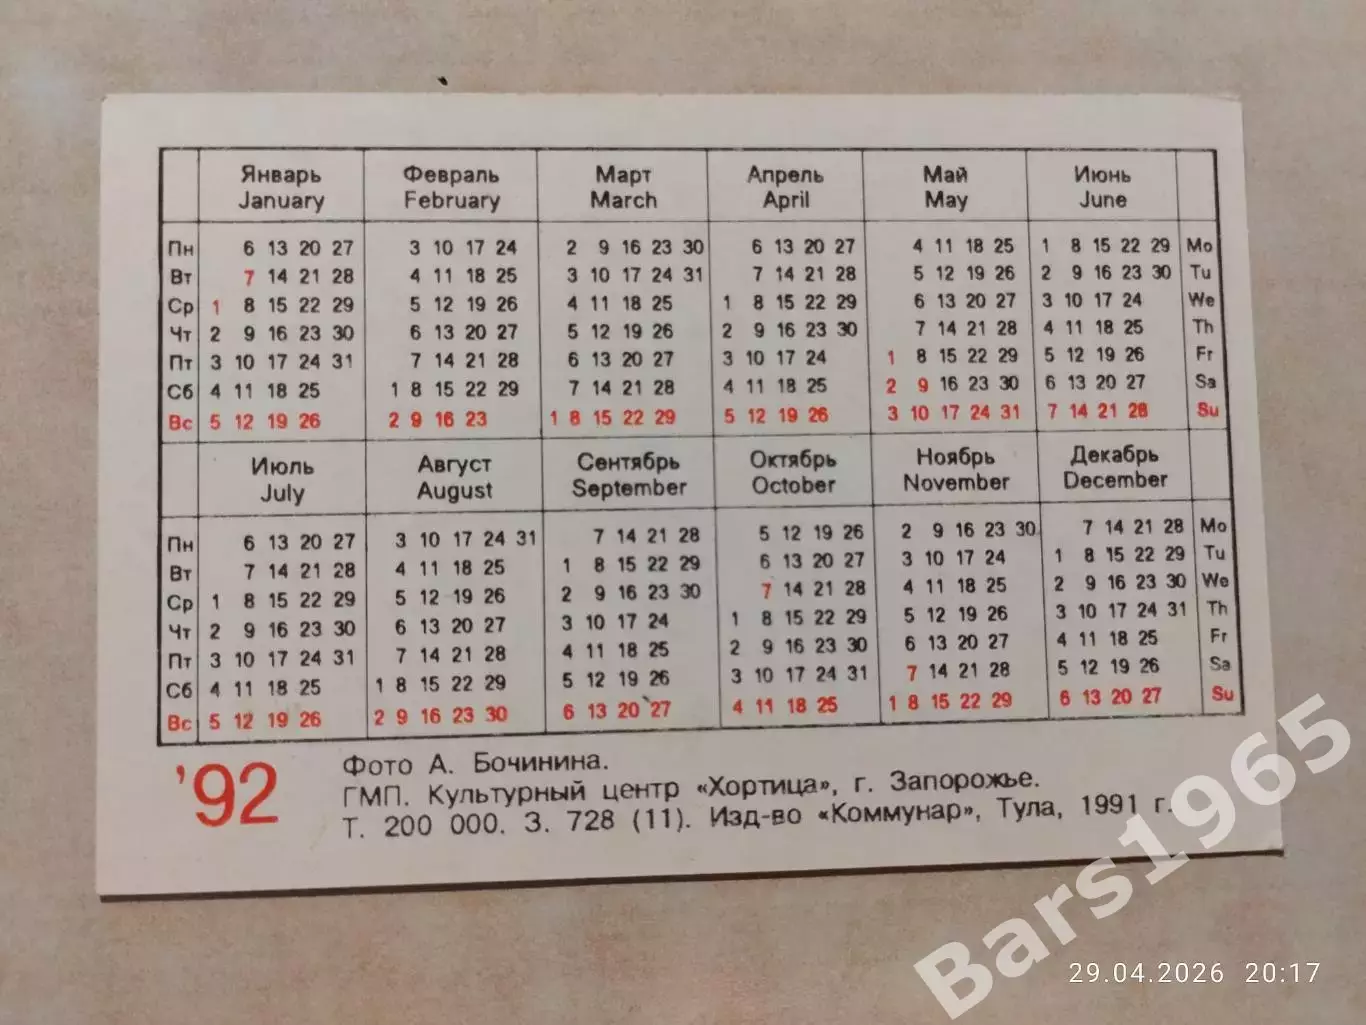 Январь Февраль Март Апрель Май Июнь
January February March April May June
Пн 6 13 20 27 3 10 17 24 2 9 16 23 30 6 13 20 27 4 11 18 25 1 8 15 22 29 Mo
Вт 7 14 21 28 4 11 18 25 3 10 17 24 31 7 14 21 28 5 12 19 26 2 9 16 23 30 Tu
Ср 1 8 15 22 29 5 12 19 26 4 11 18 25 1 8 15 22 29 6 13 20 27 3 10 17 24 We
Чт 2 9 16 23 30 6 13 20 27 5 12 19 26 2 9 16 23 30 7 14 21 28 4 11 18 25 Th
Пт 3 10 17 24 31 7 14 21 28 6 13 20 27 3 10 17 24 1 8 15 22 29 5 12 19 26 Fr
Сб 4 11 18 25 1 8 15 22 29 7 14 21 28 4 11 18 25 2 9 16 23 30 6 13 20 27 Sa
Вс 5 12 19 26 2 9 16 23 1 8 15 22 29 5 12 19 26 3 10 17 24 31 7 14 21 28 Su
Июль Август Сентябрь Октябрь Ноябрь Декабрь
July August September October November December
Пн 6 13 20 27 3 10 17 24 31 7 14 21 28 5 12 19 26 2 9 16 23 30 7 14 21 28 Mo
Вт 7 14 21 28 4 11 18 25 1 8 15 22 29 6 13 20 27 3 10 17 24 1 8 15 22 29 Tu
Ср 1 8 15 22 29 5 12 19 26 2 9 16 23 30 7 14 21 28 4 11 18 25 2 9 16 23 30 We
Чт 2 9 16 23 30 6 13 20 27 3 10 17 24 1 8 15 22 29 5 12 19 26 3 10 17 24 31 Th
Пт 3 10 17 24 31 7 14 21 28 4 11 18 25 2 9 16 23 30 6 13 20 27 4 11 18 25 Fr
Сб 4 11 18 25 1 8 15 22 29 5 12 19 26 3 10 17 24 31 7 14 21 28 5 12 19 26 Sa
Вс 5 12 19 26 2 9 16 23 30 6 13 20 27 4 11 18 25 1 8 15 22 29 6 13 20 27 Su
'92
Фото А. Бочинина.
ГМП. Культурный центр «Хортица», г. Запорожье.
Т. 200 000. З. 728 (11). Изд-во «Коммунар», Тула, 1991 г.
Bars1965
29.04.2026 20:17